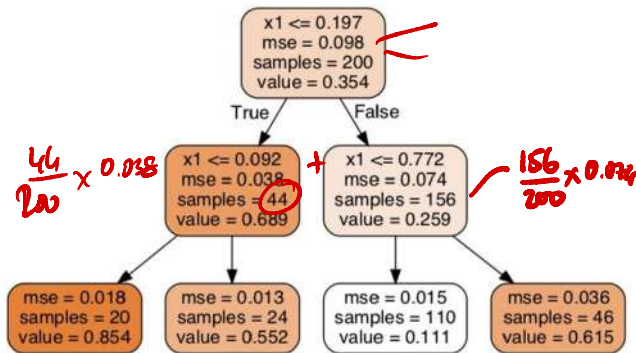 x1 <= 0.197
mse = 0.098
samples = 200
value = 0.354
True
False
44/200 × 0.038
x1 <= 0.092
mse = 0.038
samples = 44
value = 0.689
+
x1 <= 0.772
mse = 0.074
samples = 156
value = 0.259
156/200 × 0.074
mse = 0.018
samples = 20
value = 0.854
mse = 0.013
samples = 24
value = 0.552
mse = 0.015
samples = 110
value = 0.111
mse = 0.036
samples = 46
value = 0.615